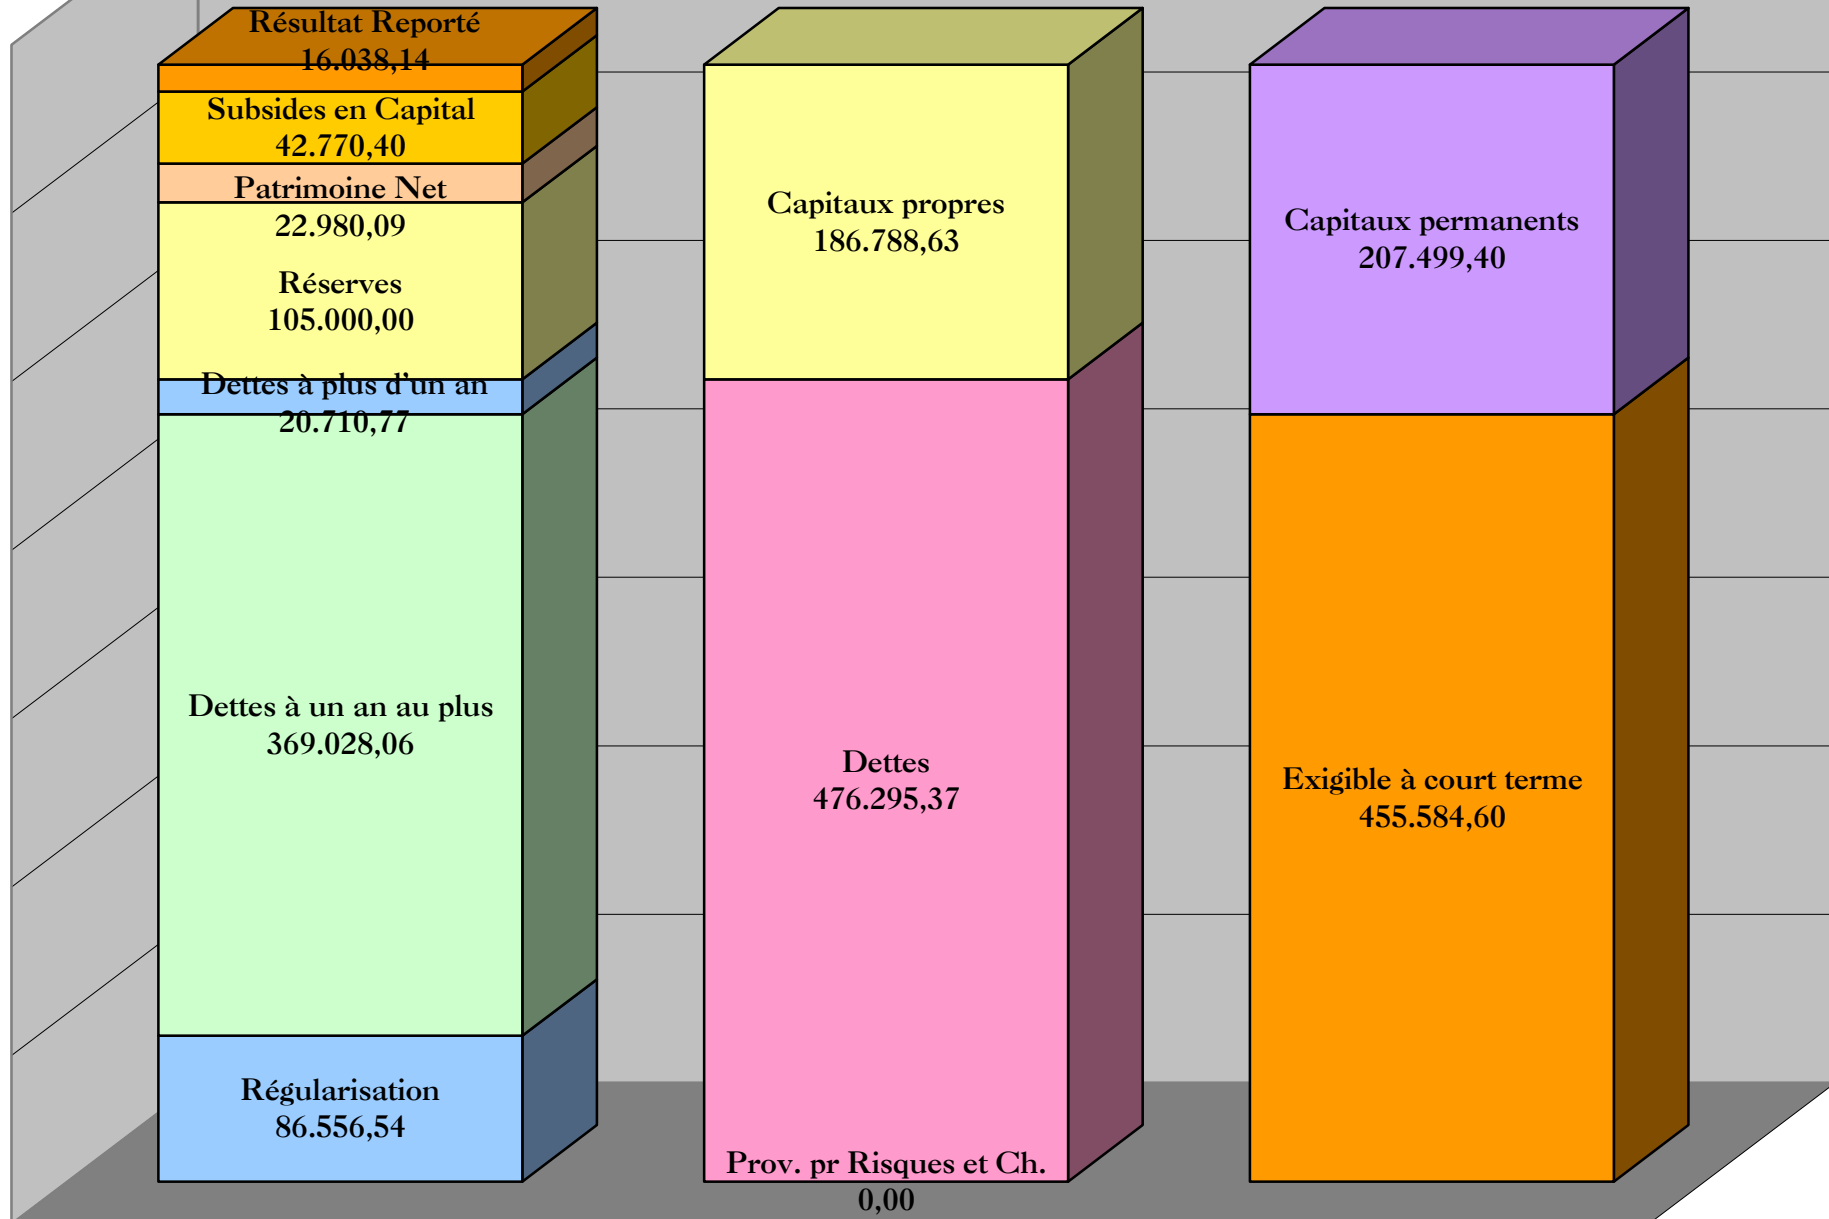 Résultat Reporté
16.038,14
Subsides en Capital
42.770,40
Patrimoine Net
22.980,09
Réserves
105.000,00
Dettes à plus d'un an
20.710,77
Dettes à un an au plus
369.028,06
Régularisation
86.556,54
Capitaux propres
186.788,63
Dettes
476.295,37
Prov. pr Risques et Ch.
0,00
Capitaux permanents
207.499,40
Exigible à court terme
455.584,60